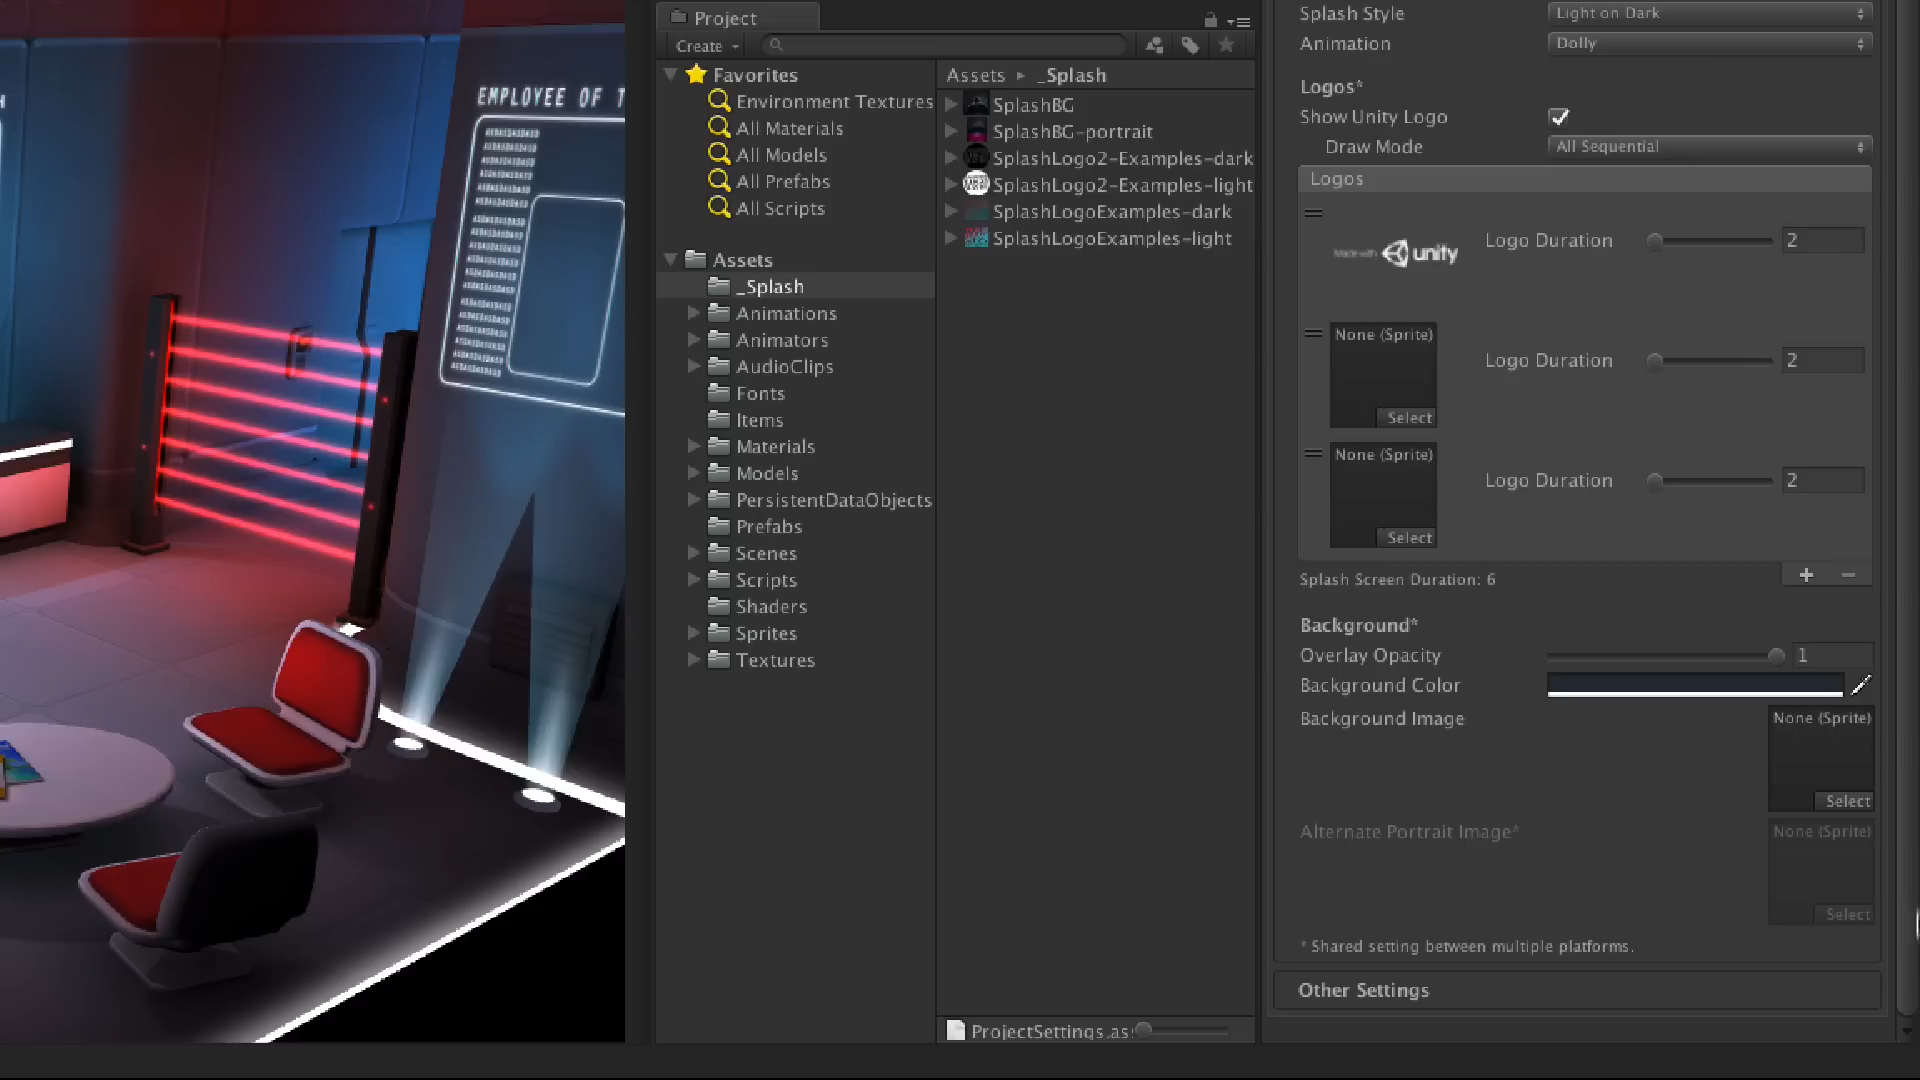 EMPLOYEE OF T
Project
Create
Favorites
Environment Textures
All Materials
All Models
All Prefabs
All Scripts
Assets
_Splash
Animations
Animators
AudioClips
Fonts
Items
Materials
Models
PersistentDataObjects
Prefabs
Scenes
Scripts
Shaders
Sprites
Textures
Assets ▸ _Splash
SplashBG
SplashBG-portrait
SplashLogo2-Examples-dark
SplashLogo2-Examples-light
SplashLogoExamples-dark
SplashLogoExamples-light
ProjectSettings.as
Splash Style Light on Dark
Animation Dolly
Logos*
Show Unity Logo
Draw Mode All Sequential
Logos
Made with unity Logo Duration 2
None (Sprite)
Logo Duration 2
Select
None (Sprite)
Logo Duration 2
Select
Splash Screen Duration: 6
Background*
Overlay Opacity 1
Background Color
Background Image None (Sprite)
Select
Alternate Portrait Image* None (Sprite)
Select
* Shared setting between multiple platforms.
Other Settings